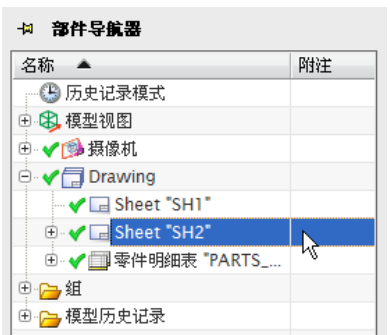 部件导航器
名称 附注
历史记录模式
模型视图
摄像机
Drawing
Sheet "SH1"
Sheet "SH2"
零件明细表 "PARTS_...
组
模型历史记录